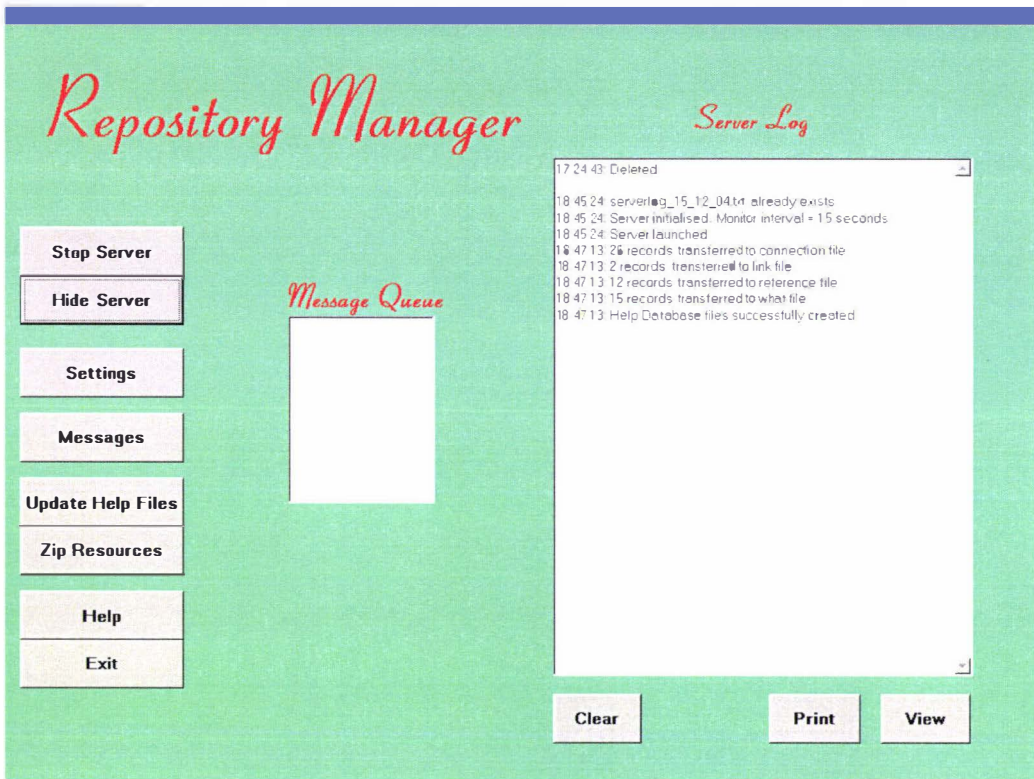 Repository Manager
Server Log
17 24 43: Deleted
18 45 24: serverlog_15_12_04.txt already exists
18 45 24: Server initialised. Monitor interval = 15 seconds
18 45 24: Server launched
18 47 13: 26 records transferred to connection file
18 47 13: 2 records transferred to link file
18 47 13: 12 records transferred to reference file
18 47 13: 15 records transferred to what file
18 47 13: Help Database files successfully created
Stop Server
Hide Server
Message Queue
Settings
Messages
Update Help Files
Zip Resources
Help
Exit
Clear
Print
View